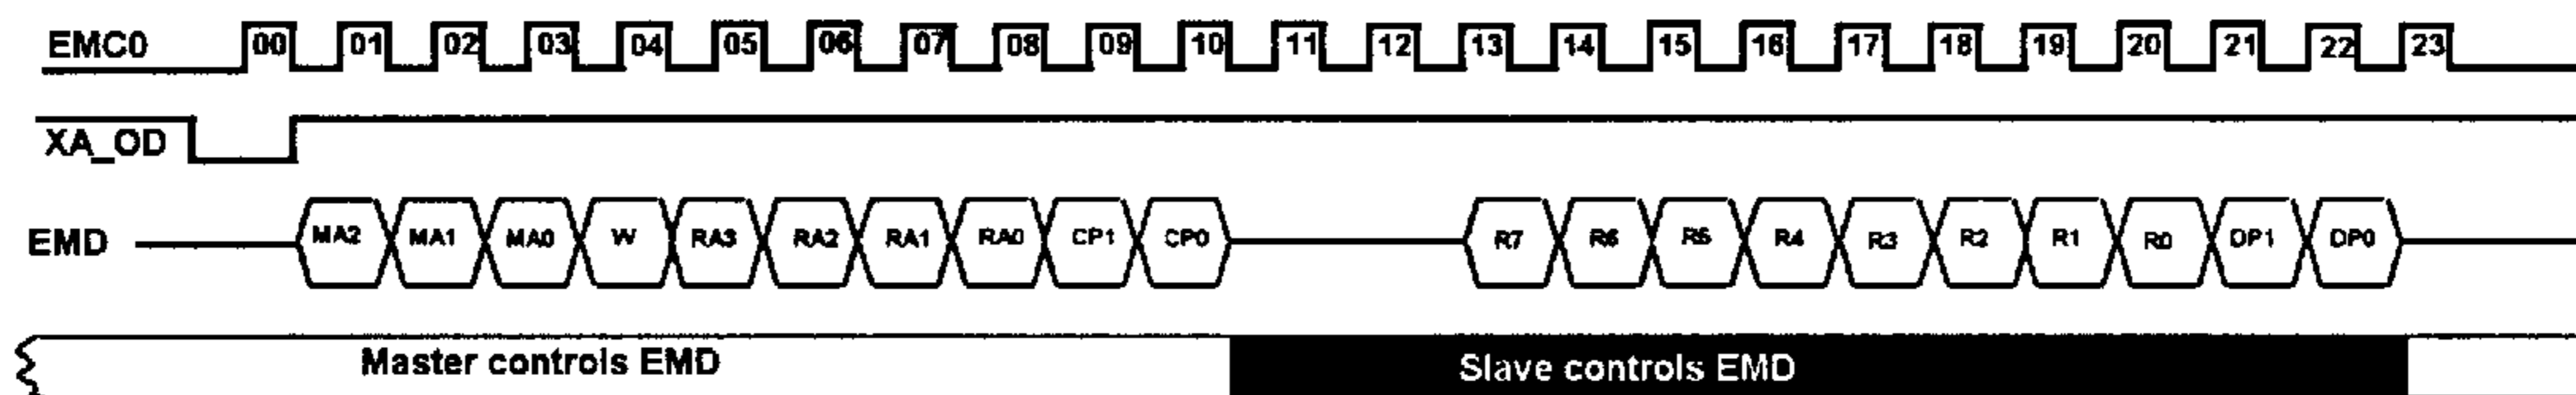 EMC0 00 01 02 03 04 05 06 07 08 09 10 11 12 13 14 15 16 17 18 19 20 21 22 23
XA_OD
EMD MA2 MA1 MA0 W RA3 RA2 RA1 RA0 CP1 CP0 R7 R6 R5 R4 R3 R2 R1 R0 DP1 DP0
Master controls EMD Slave controls EMD